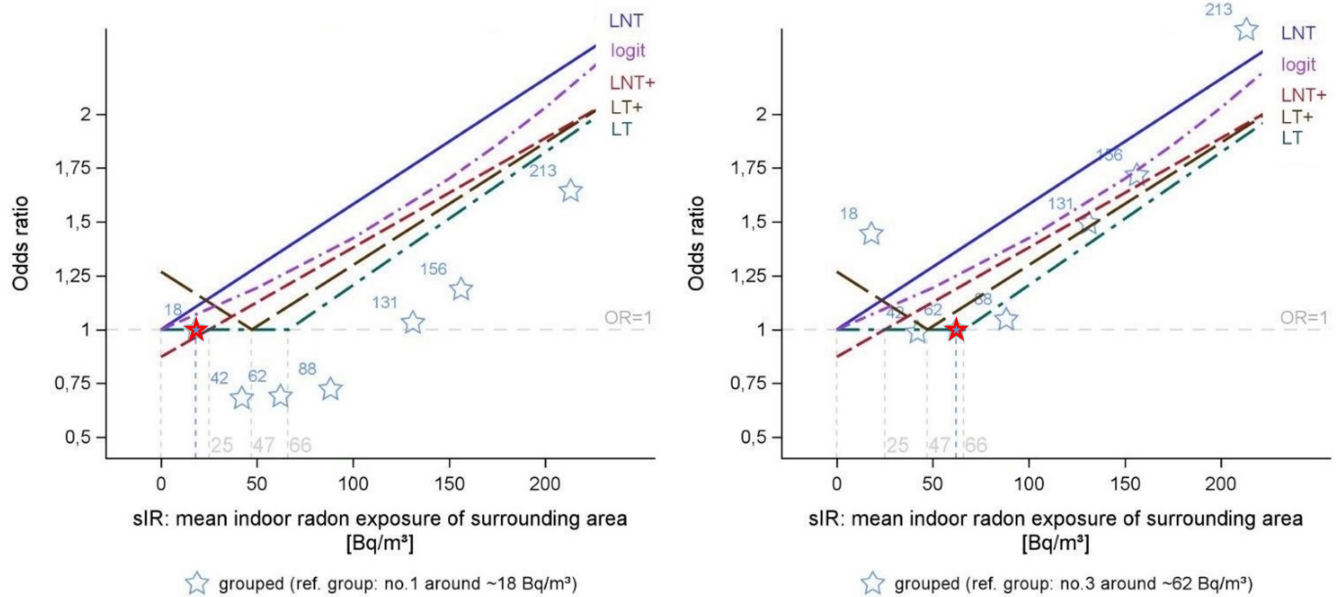 LNT
logit
LNT+
LT+
LT
Odds ratio
2
1,75
1,5
1,25
1
0,75
0,5
213
156
131
18
42
62
88
OR=1
25
47
66
0
50
100
150
200
sIR: mean indoor radon exposure of surrounding area
[Bq/m³]
grouped (ref. group: no.1 around ~18 Bq/m³)
213
LNT
logit
LNT+
LT+
LT
Odds ratio
2
1,75
1,5
1,25
1
0,75
0,5
156
18
131
88
42
62
OR=1
25
47
66
0
50
100
150
200
sIR: mean indoor radon exposure of surrounding area
[Bq/m³]
grouped (ref. group: no.3 around ~62 Bq/m³)